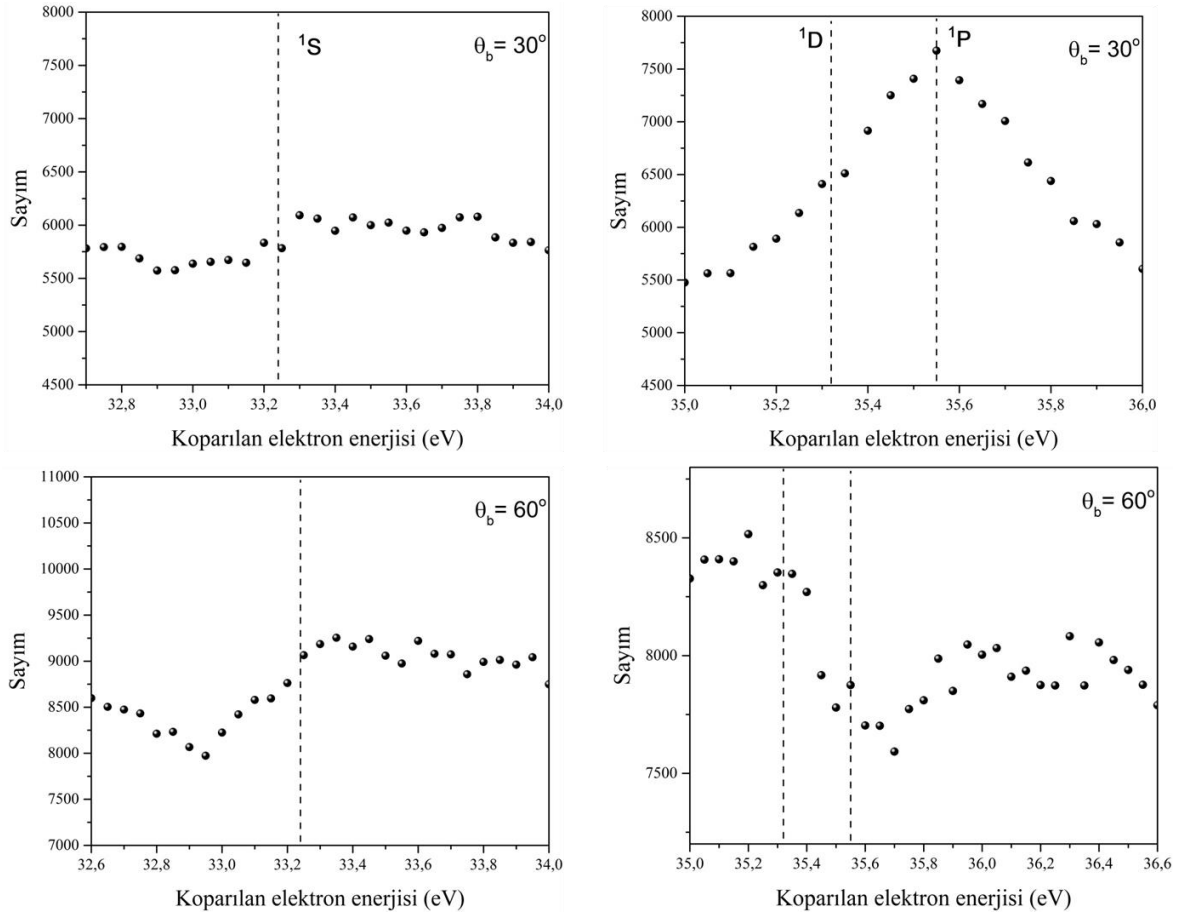 8000
7500
7000
6500
6000
5500
5000
4500
Sayım
¹S
θb= 30°
32,8 33,0 33,2 33,4 33,6 33,8 34,0
Koparılan elektron enerjisi (eV)
8000
7500
7000
6500
6000
5500
5000
4500
Sayım
¹D ¹P
θb= 30°
35,0 35,2 35,4 35,6 35,8 36,0
Koparılan elektron enerjisi (eV)
11000
10500
10000
9500
9000
8500
8000
7500
7000
Sayım
θb= 60°
32,6 32,8 33,0 33,2 33,4 33,6 33,8 34,0
Koparılan elektron enerjisi (eV)
8500
8000
7500
Sayım
θb= 60°
35,0 35,2 35,4 35,6 35,8 36,0 36,2 36,4 36,6
Koparılan elektron enerjisi (eV)